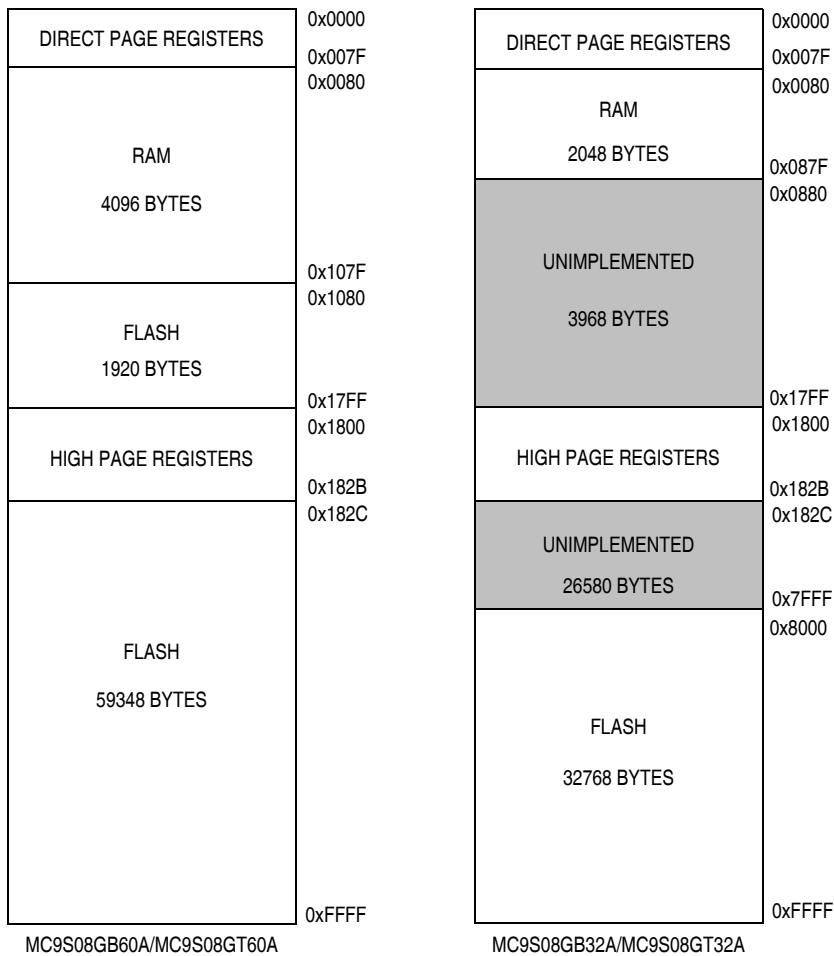 DIRECT PAGE REGISTERS
0x0000
0x007F
0x0080
RAM
4096 BYTES
0x107F
0x1080
FLASH
1920 BYTES
0x17FF
0x1800
HIGH PAGE REGISTERS
0x182B
0x182C
FLASH
59348 BYTES
0xFFFF
MC9S08GB60A/MC9S08GT60A
DIRECT PAGE REGISTERS
0x0000
0x007F
0x0080
RAM
2048 BYTES
0x087F
0x0880
UNIMPLEMENTED
3968 BYTES
0x17FF
0x1800
HIGH PAGE REGISTERS
0x182B
0x182C
UNIMPLEMENTED
26580 BYTES
0x7FFF
0x8000
FLASH
32768 BYTES
0xFFFF
MC9S08GB32A/MC9S08GT32A